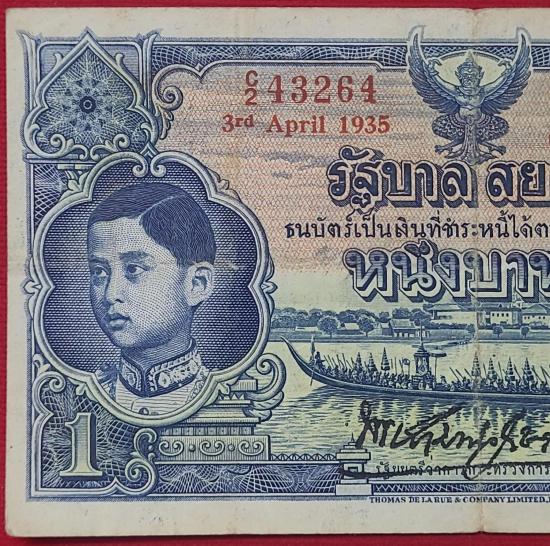 C/2 43264
3rd April 1935
รัฐบาล สย
ธนบัตร์เป็นเงินที่ชำระหนี้ได้ต
หนึ่งบา
1
THOMAS DE LA RUE & COMPANY LIMITED,